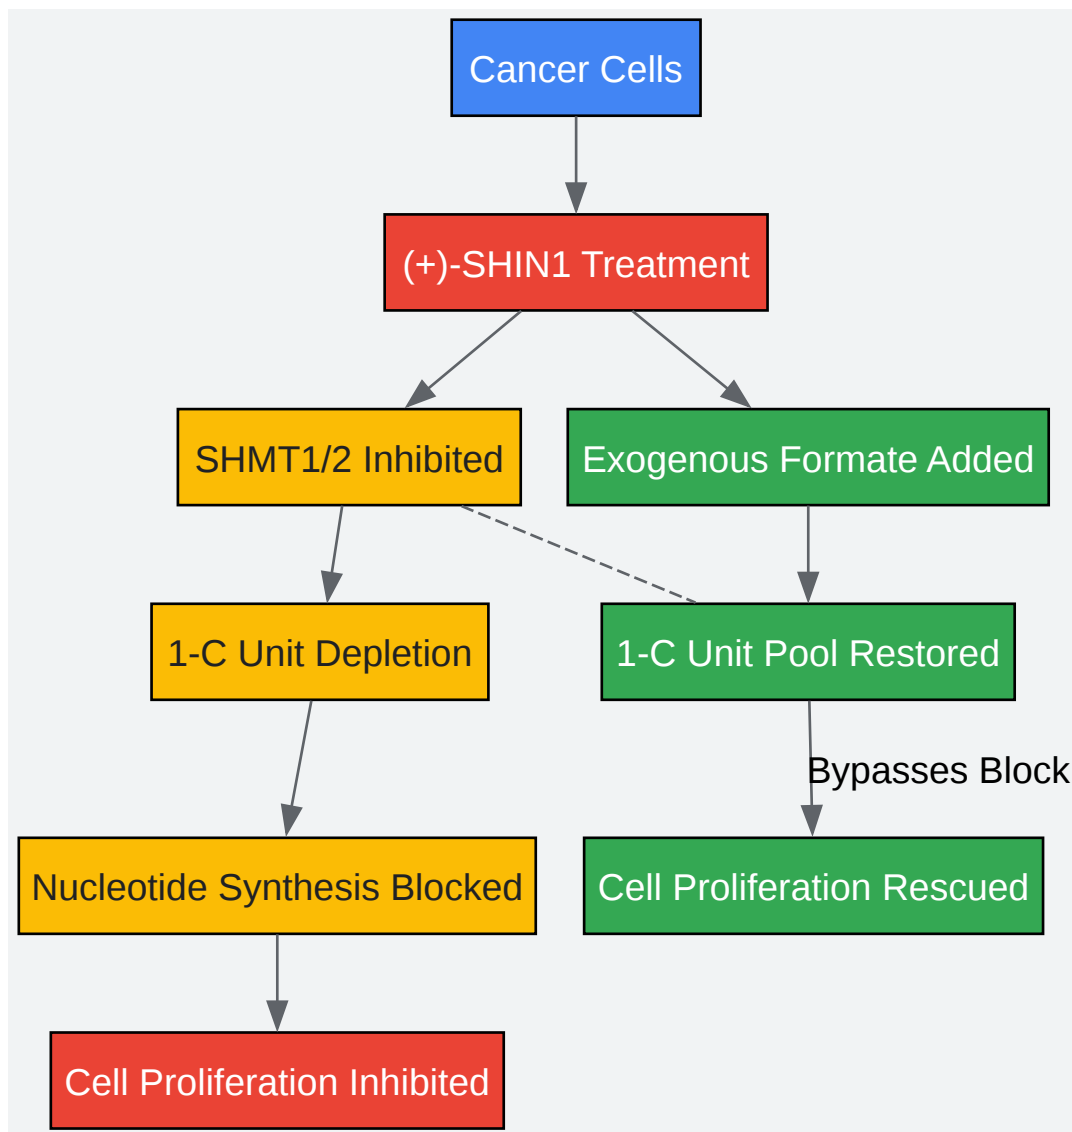 Cancer Cells
(+)-SHIN1 Treatment
SHMT1/2 Inhibited
Exogenous Formate Added
1-C Unit Depletion
1-C Unit Pool Restored
Bypasses Block
Nucleotide Synthesis Blocked
Cell Proliferation Rescued
Cell Proliferation Inhibited